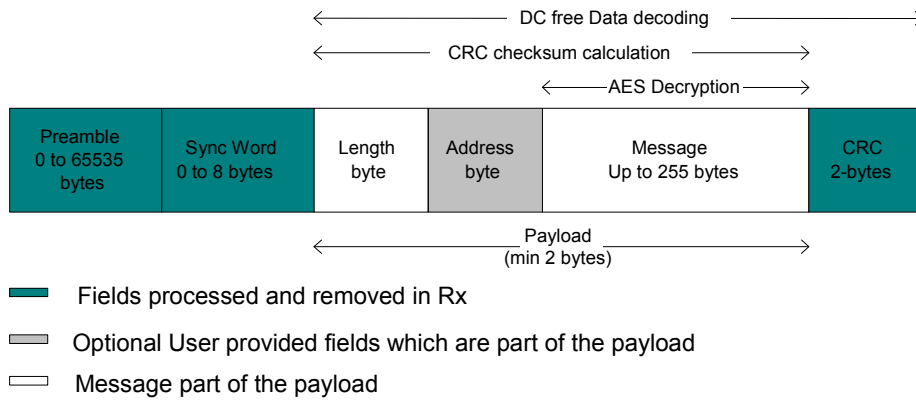 DC free Data decoding
CRC checksum calculation
AES Decryption
Preamble
0 to 65535
bytes
Sync Word
0 to 8 bytes
Length
byte
Address
byte
Message
Up to 255 bytes
CRC
2-bytes
Payload
(min 2 bytes)
Fields processed and removed in Rx
Optional User provided fields which are part of the payload
Message part of the payload